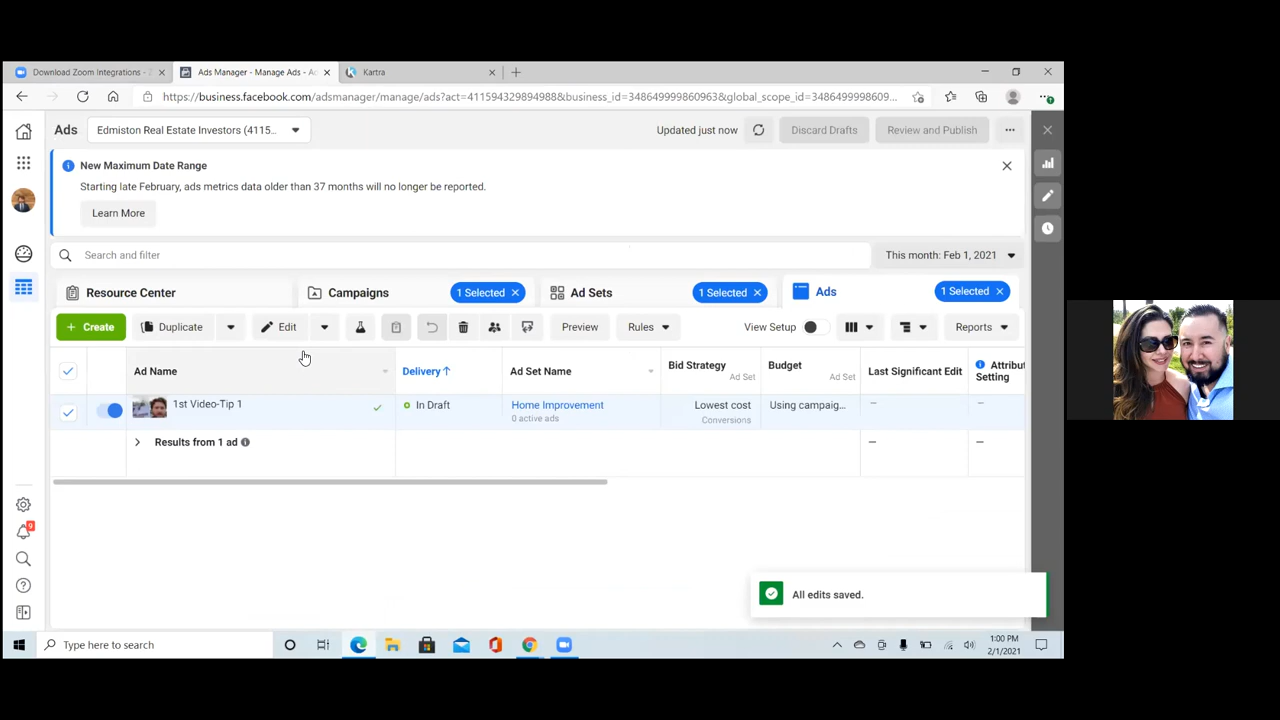 Download Zoom Integrations - Z
Ads Manager - Manage Ads - Ad
Kartra
https://business.facebook.com/adsmanager/manage/ads?act=411594329894988&business_id=348649998609​63&global_scope_id=3486499998609...
Ads
Edmiston Real Estate Investors (4115...
Updated just now
Discard Drafts
Review and Publish
New Maximum Date Range
Starting late February, ads metrics data older than 37 months will no longer be reported.
Learn More
Search and filter
This month: Feb 1, 2021
Resource Center
Campaigns
1 Selected
Ad Sets
1 Selected
Ads
1 Selected
+ Create
Duplicate
Edit
Preview
Rules
View Setup
Reports
Ad Name
Delivery ↑
Ad Set Name
Bid Strategy
Ad Set
Budget
Ad Set
Last Significant Edit
Attribu
Setting
1st Video-Tip 1
In Draft
Home Improvement
0 active ads
Lowest cost
Conversions
Using campaig...
—
—
Results from 1 ad
—
—
9
All edits saved.
Type here to search
1:00 PM
2/1/2021